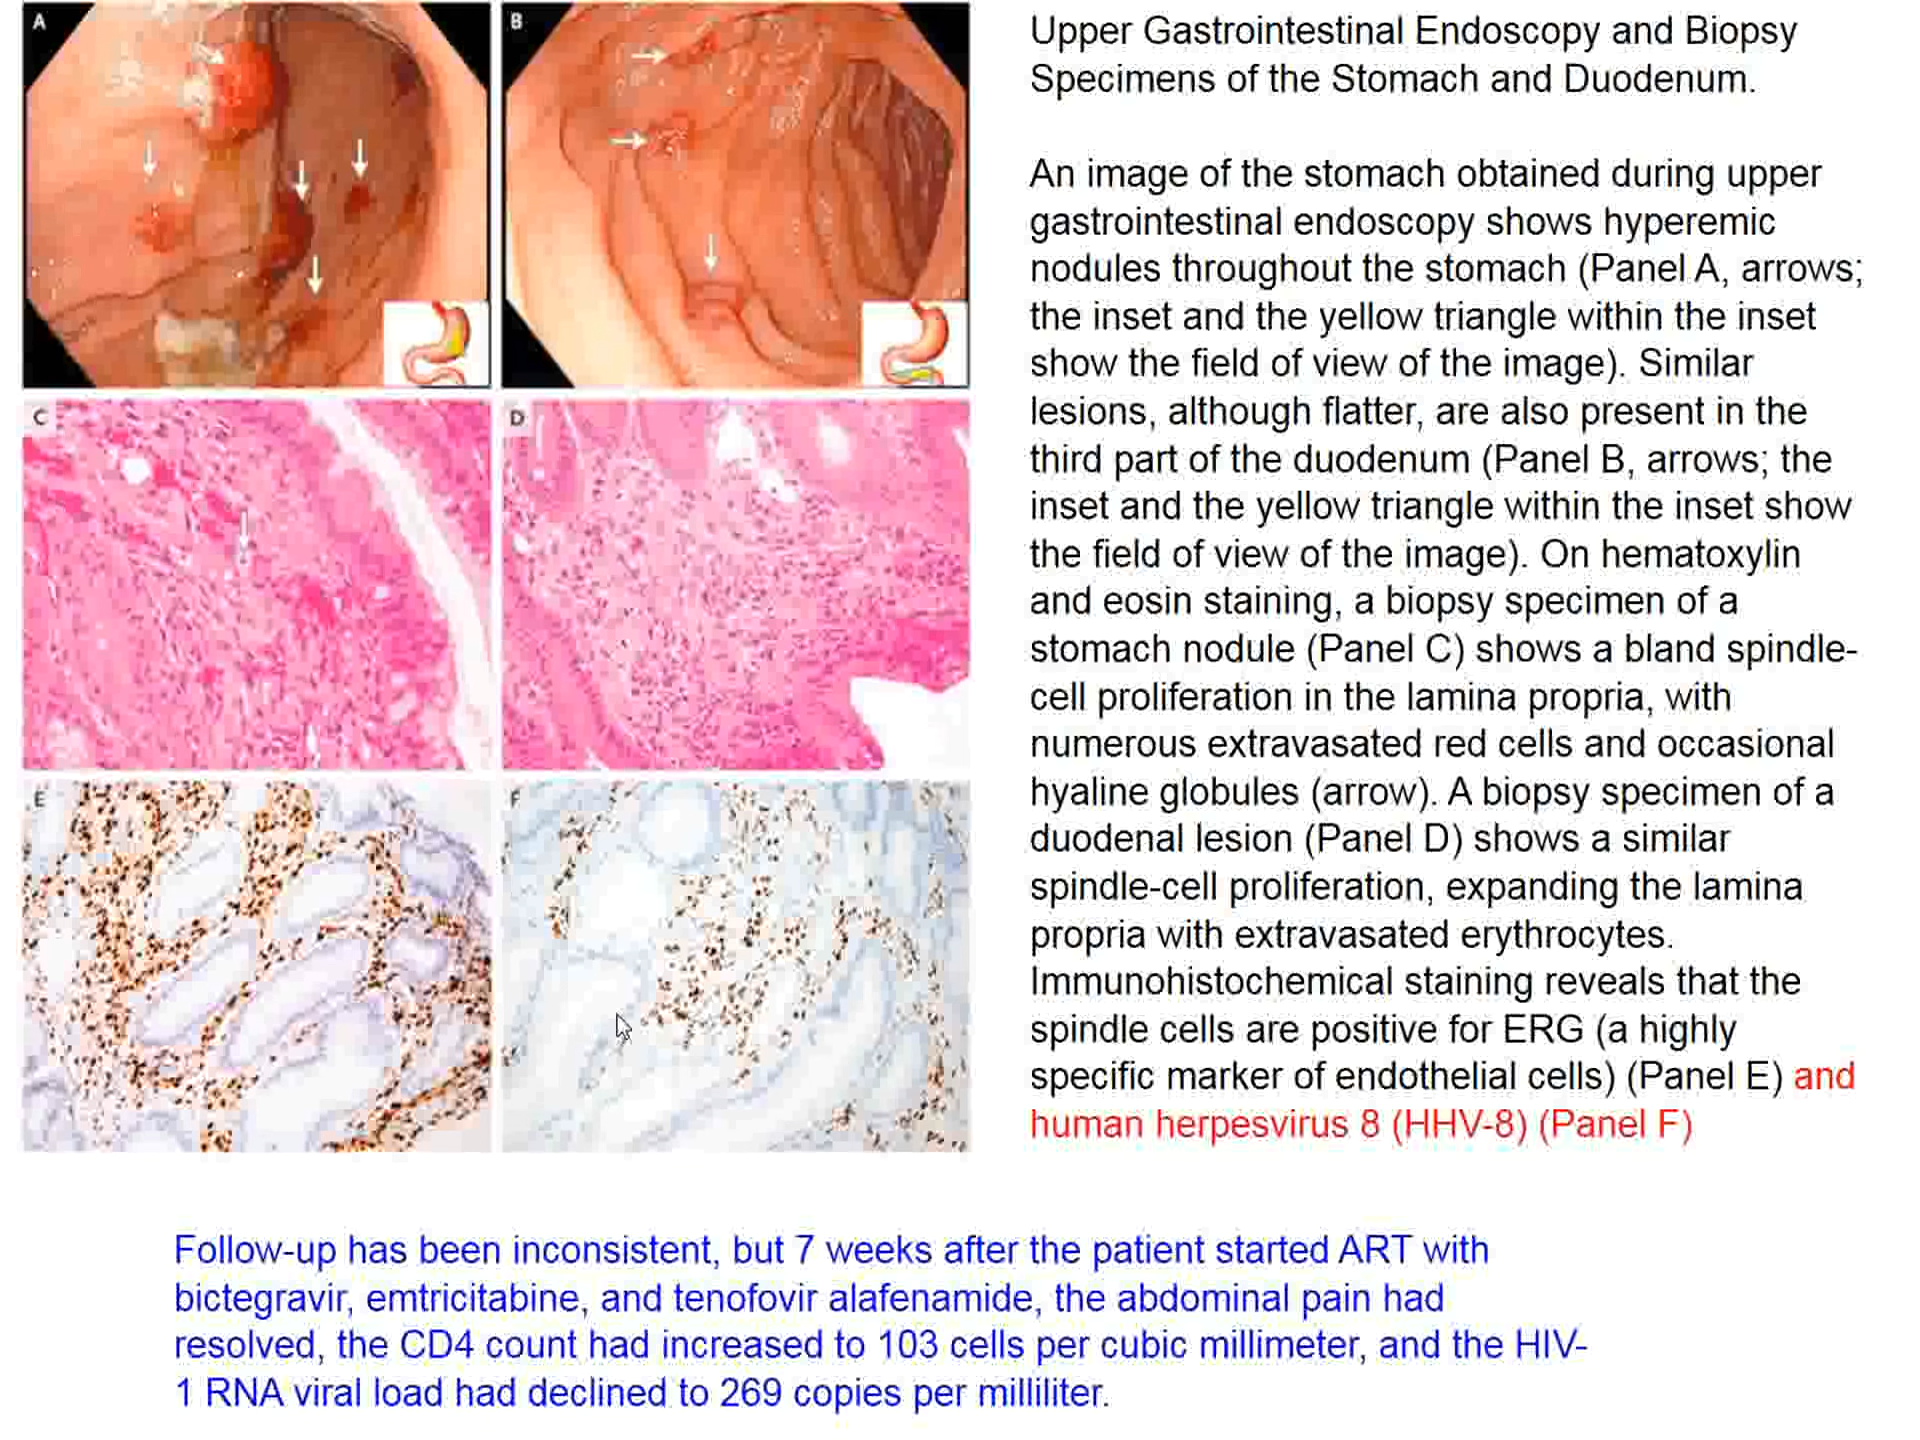 A
B
C
D
E
F
Upper Gastrointestinal Endoscopy and Biopsy
Specimens of the Stomach and Duodenum.
An image of the stomach obtained during upper
gastrointestinal endoscopy shows hyperemic
nodules throughout the stomach (Panel A, arrows;
the inset and the yellow triangle within the inset
show the field of view of the image). Similar
lesions, although flatter, are also present in the
third part of the duodenum (Panel B, arrows; the
inset and the yellow triangle within the inset show
the field of view of the image). On hematoxylin
and eosin staining, a biopsy specimen of a
stomach nodule (Panel C) shows a bland spindle-
cell proliferation in the lamina propria, with
numerous extravasated red cells and occasional
hyaline globules (arrow). A biopsy specimen of a
duodenal lesion (Panel D) shows a similar
spindle-cell proliferation, expanding the lamina
propria with extravasated erythrocytes.
Immunohistochemical staining reveals that the
spindle cells are positive for ERG (a highly
specific marker of endothelial cells) (Panel E) and
human herpesvirus 8 (HHV-8) (Panel F)
Follow-up has been inconsistent, but 7 weeks after the patient started ART with
bictegravir, emtricitabine, and tenofovir alafenamide, the abdominal pain had
resolved, the CD4 count had increased to 103 cells per cubic millimeter, and the HIV-
1 RNA viral load had declined to 269 copies per milliliter.